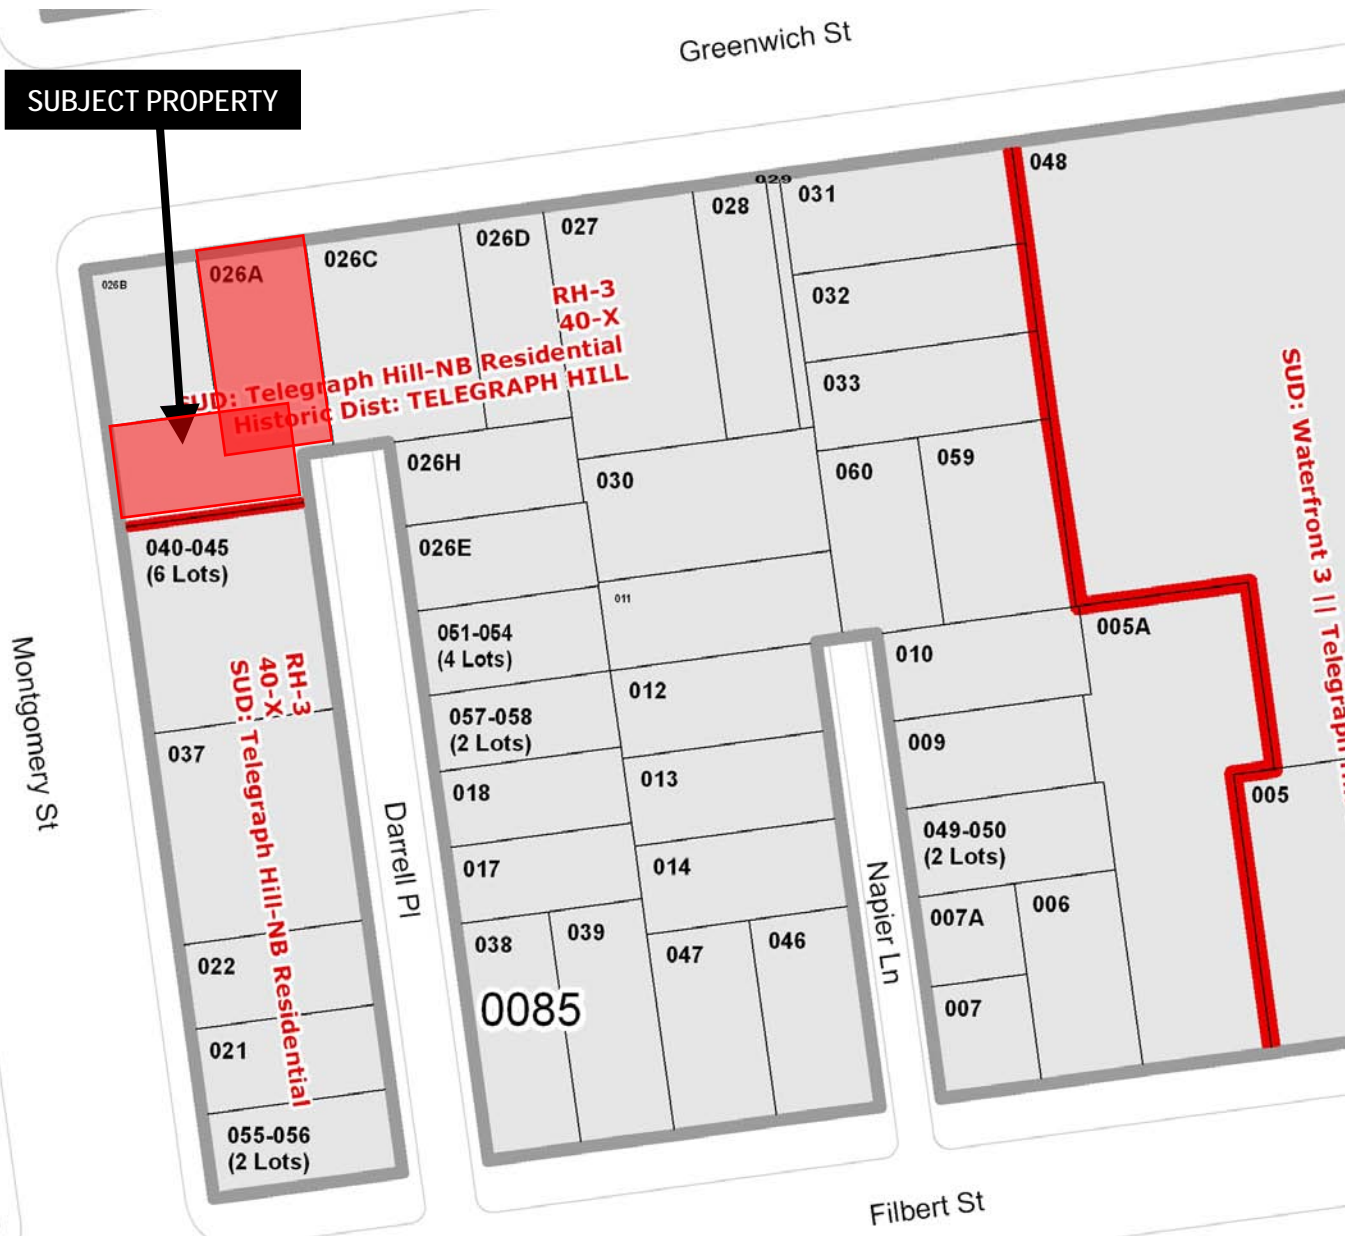 Greenwich St
SUBJECT PROPERTY
048
029
031
028
027
026D
026C
026A
026B
RH-3
40-X
SUD: Telegraph Hill-NB Residential
Historic Dist: TELEGRAPH HILL
032
033
026H
030
060
059
026E
040-045
(6 Lots)
011
051-054
(4 Lots)
005A
010
012
RH-3
40-X
SUD: Telegraph Hill-NB Residential
SUD: Waterfront 3 || Telegraph
Montgomery St
057-058
(2 Lots)
037
009
013
018
005
Darrell Pl
049-050
(2 Lots)
017
014
Napier Ln
007A
006
038
039
047
046
022
0085
007
021
055-056
(2 Lots)
Filbert St